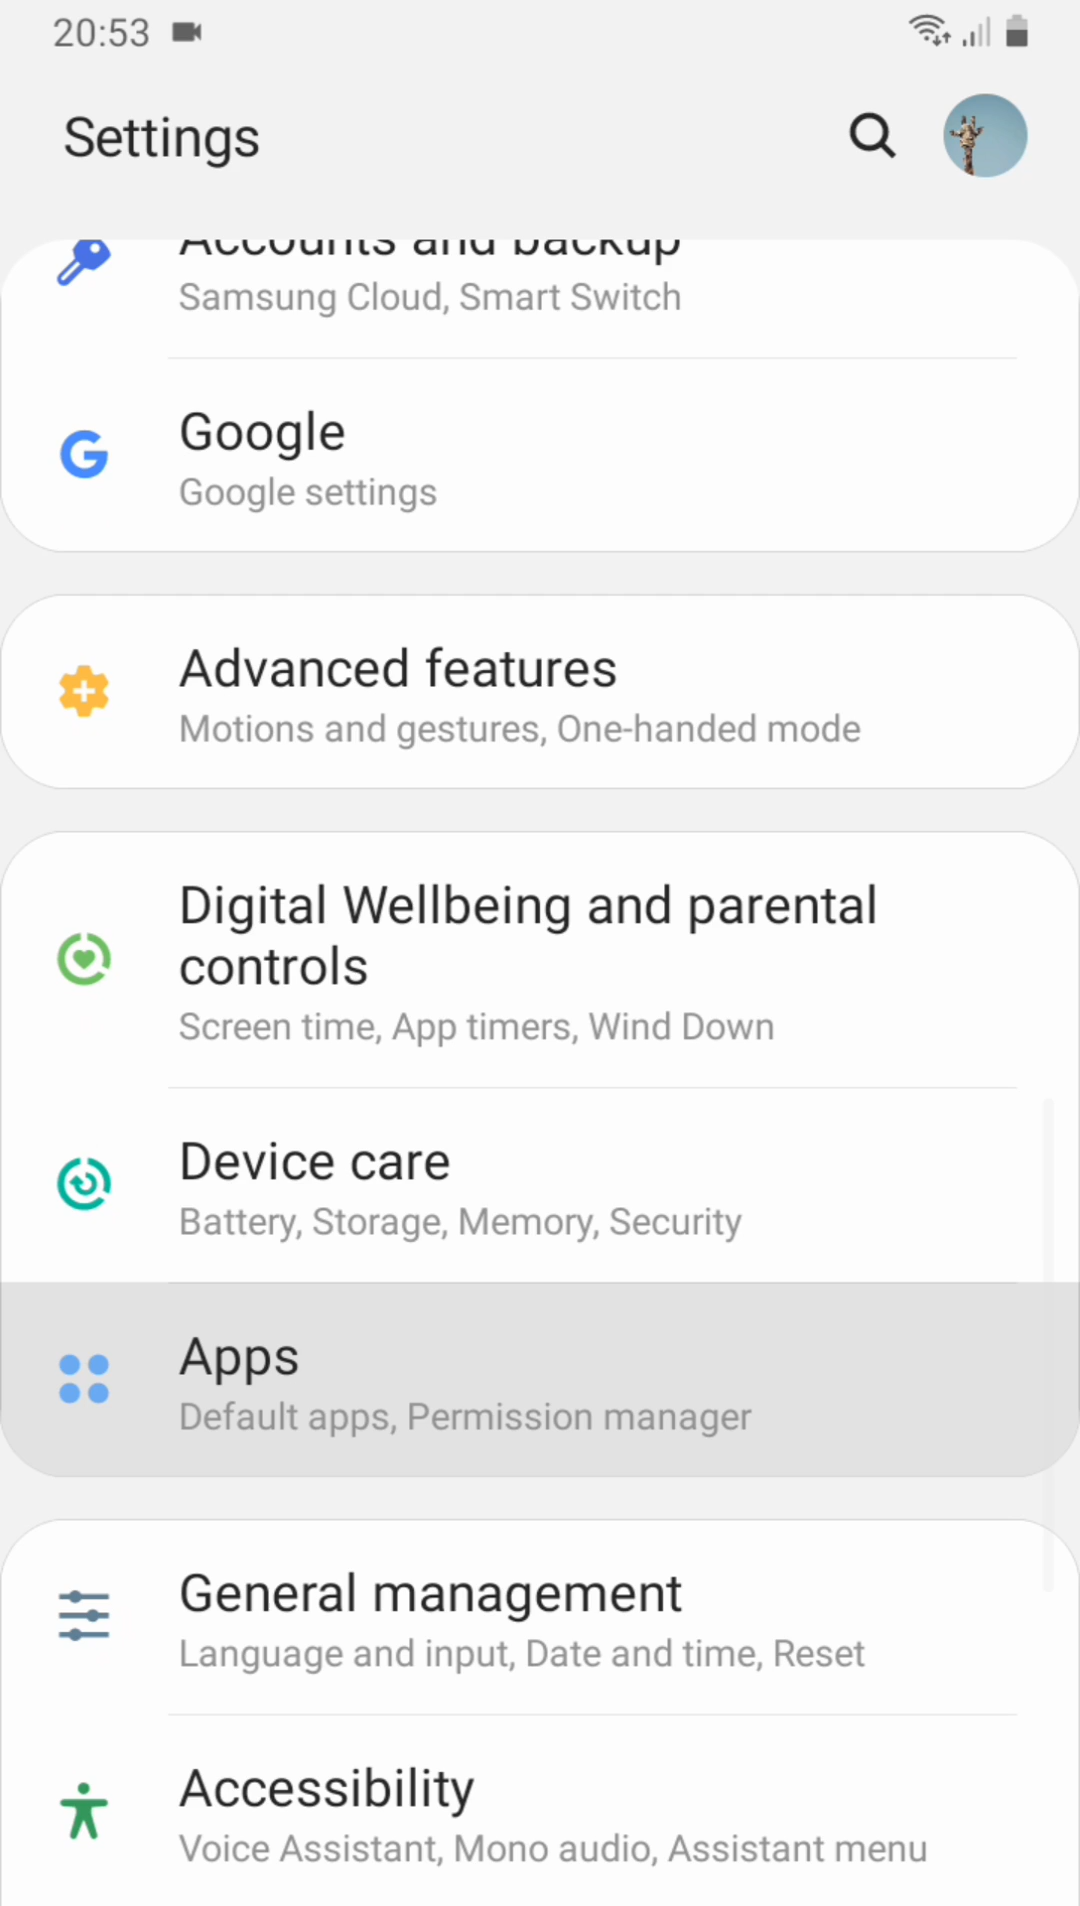 20:53
Settings
Accounts and backup
Samsung Cloud, Smart Switch
Google
Google settings
Advanced features
Motions and gestures, One-handed mode
Digital Wellbeing and parental
controls
Screen time, App timers, Wind Down
Device care
Battery, Storage, Memory, Security
Apps
Default apps, Permission manager
General management
Language and input, Date and time, Reset
Accessibility
Voice Assistant, Mono audio, Assistant menu